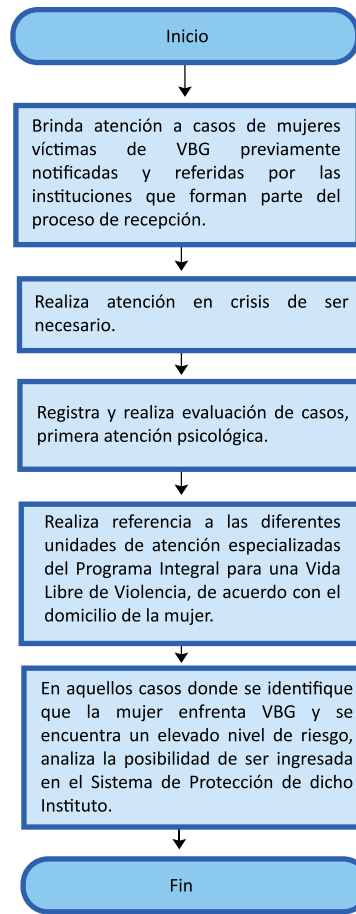 Inicio
Brinda atención a casos de mujeres
víctimas de VBG previamente
notificadas y referidas por las
instituciones que forman parte del
proceso de recepción.
Realiza atención en crisis de ser
necesario.
Registra y realiza evaluación de casos,
primera atención psicológica.
Realiza referencia a las diferentes
unidades de atención especializadas
del Programa Integral para una Vida
Libre de Violencia, de acuerdo con el
domicilio de la mujer.
En aquellos casos donde se identifique
que la mujer enfrenta VBG y se
encuentra un elevado nivel de riesgo,
analiza la posibilidad de ser ingresada
en el Sistema de Protección de dicho
Instituto.
Fin